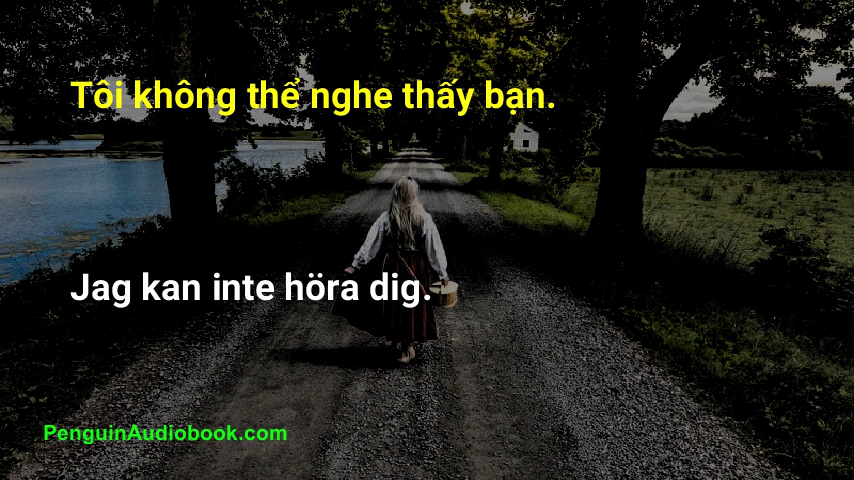 Tôi không thể nghe thấy bạn.
Jag kan inte höra dig.
PenguinAudiobook.com